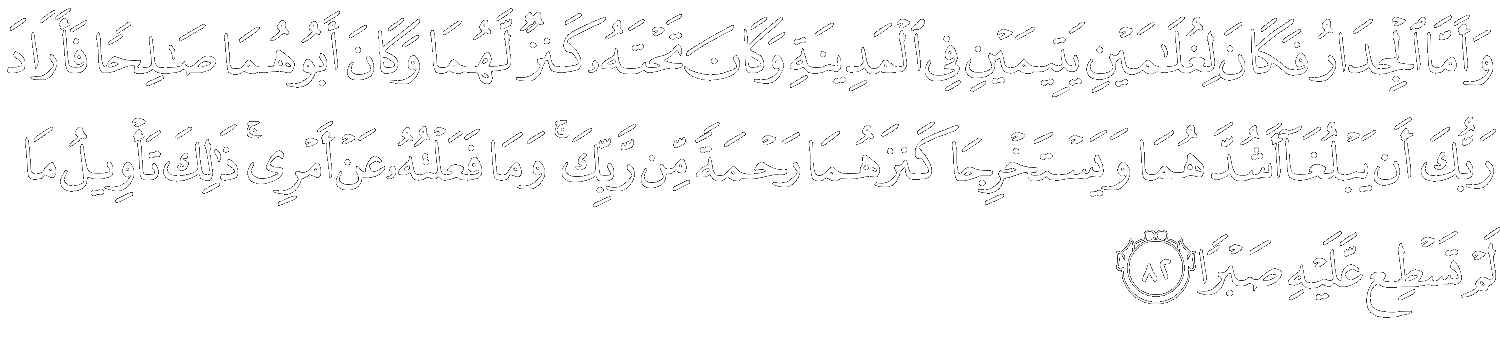 وَأَمَّا ٱلْجِدَارُ فَكَانَ لِغُلَـٰمَيْنِ يَتِيمَيْنِ فِى ٱلْمَدِينَةِ وَكَانَ تَحْتَهُۥ كَنزٌ لَّهُمَا وَكَانَ أَبُوهُمَا صَـٰلِحًا فَأَرَادَ
رَبُّكَ أَن يَبْلُغَآ أَشُدَّهُمَا وَيَسْتَخْرِجَا كَنزَهُمَا رَحْمَةً مِّن رَّبِّكَ ۚ وَمَا فَعَلْتُهُۥ عَنْ أَمْرِى ۚ ذَٰلِكَ تَأْوِيلُ مَا
لَمْ تَسْطِع عَّلَيْهِ صَبْرًا ٨٢